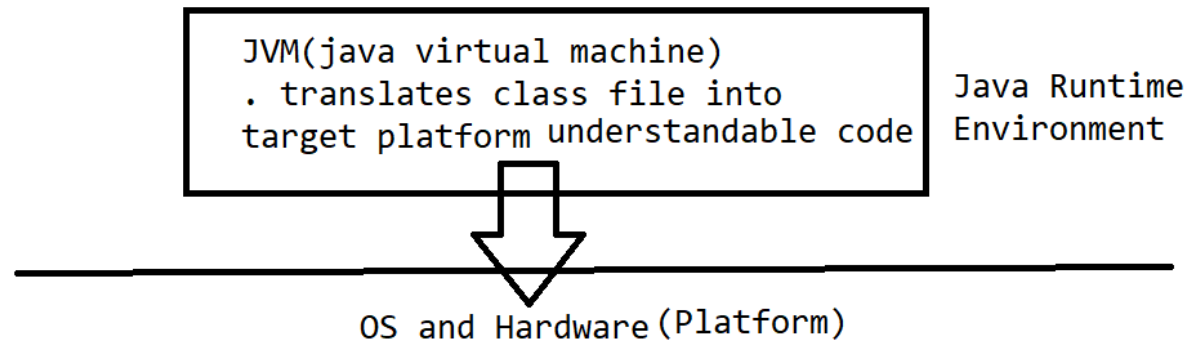 JVM(java virtual machine)
. translates class file into
target platform understandable code
Java Runtime
Environment
OS and Hardware (Platform)